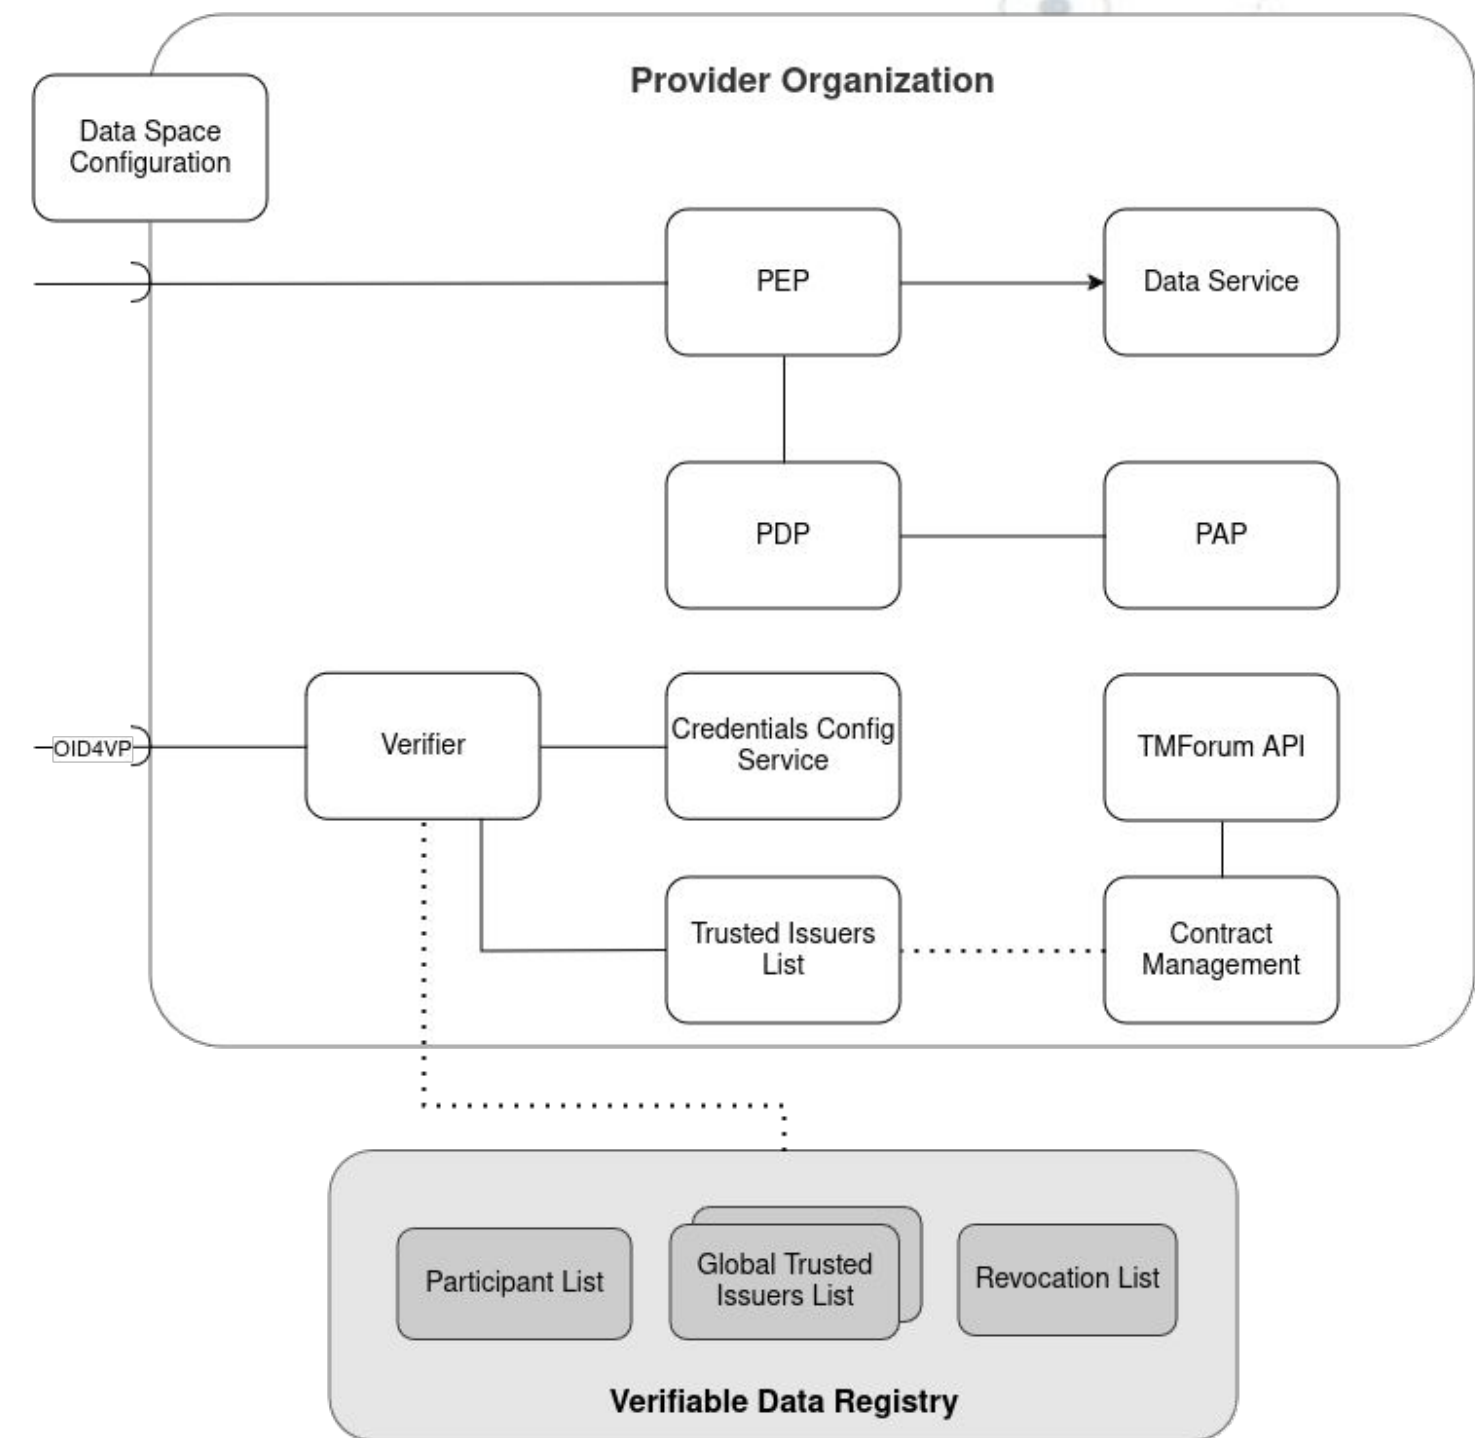 Provider Organization
Data Space
Configuration
PEP
Data Service
PDP
PAP
OID4VP
Verifier
Credentials Config
Service
TMForum API
Trusted Issuers
List
Contract
Management
Participant List
Global Trusted
Issuers List
Revocation List
Verifiable Data Registry